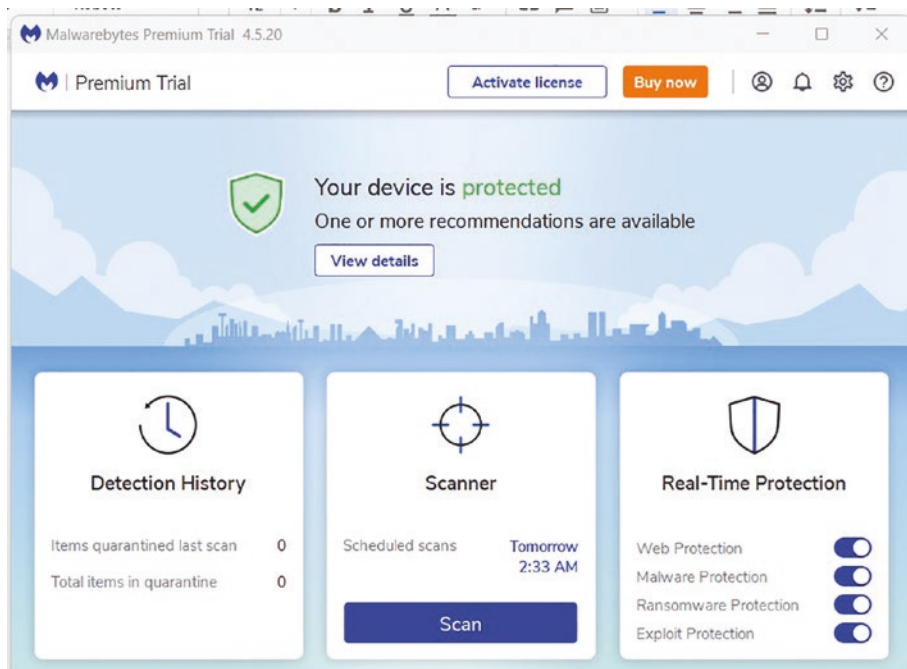 Malwarebytes Premium Trial 4.5.20
Premium Trial
Activate license
Buy now
Your device is protected
One or more recommendations are available
View details
Detection History
Items quarantined last scan 0
Total items in quarantine 0
Scanner
Scheduled scans Tomorrow
2:33 AM
Scan
Real-Time Protection
Web Protection
Malware Protection
Ransomware Protection
Exploit Protection